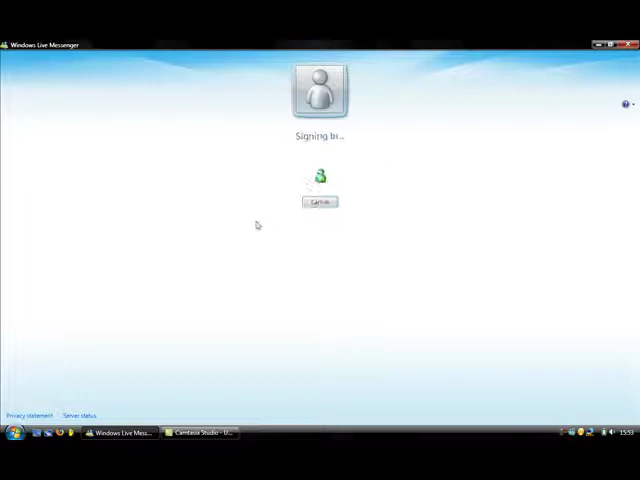 Windows Live Messenger
Signing in...
Cancel
Privacy statement
Server status
Windows Live Mess...
Camtasia Studio - U...
15:53